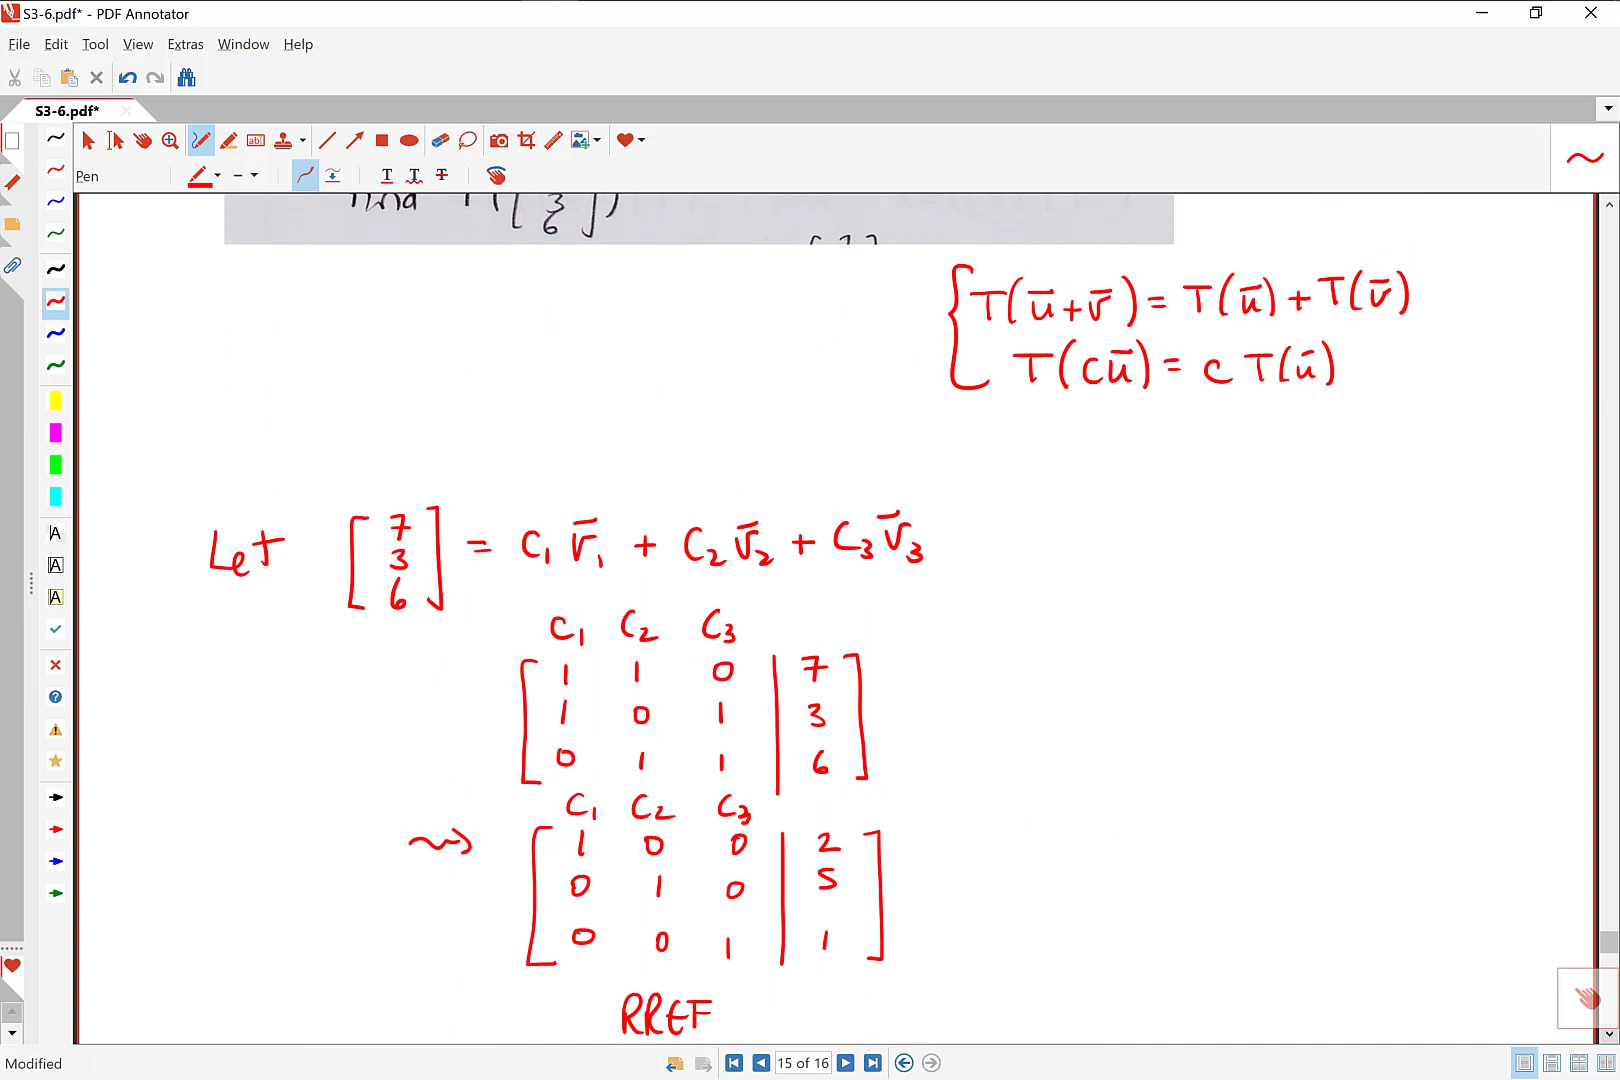 S3-6.pdf* - PDF Annotator
File Edit Tool View Extras Window Help
S3-6.pdf*
Pen
T(ū+v̄) = T(ū) + T(v̄)
T(cū) = c T(ū)
Let [7 3 6] = C₁ v̄₁ + C₂ v̄₂ + C₃ v̄₃
C₁ C₂ C₃
1 1 0 | 7
1 0 1 | 3
0 1 1 | 6
C₁ C₂ C₃
⇝ 1 0 0 | 2
0 1 0 | 5
0 0 1 | 1
RREF
Modified
15 of 16